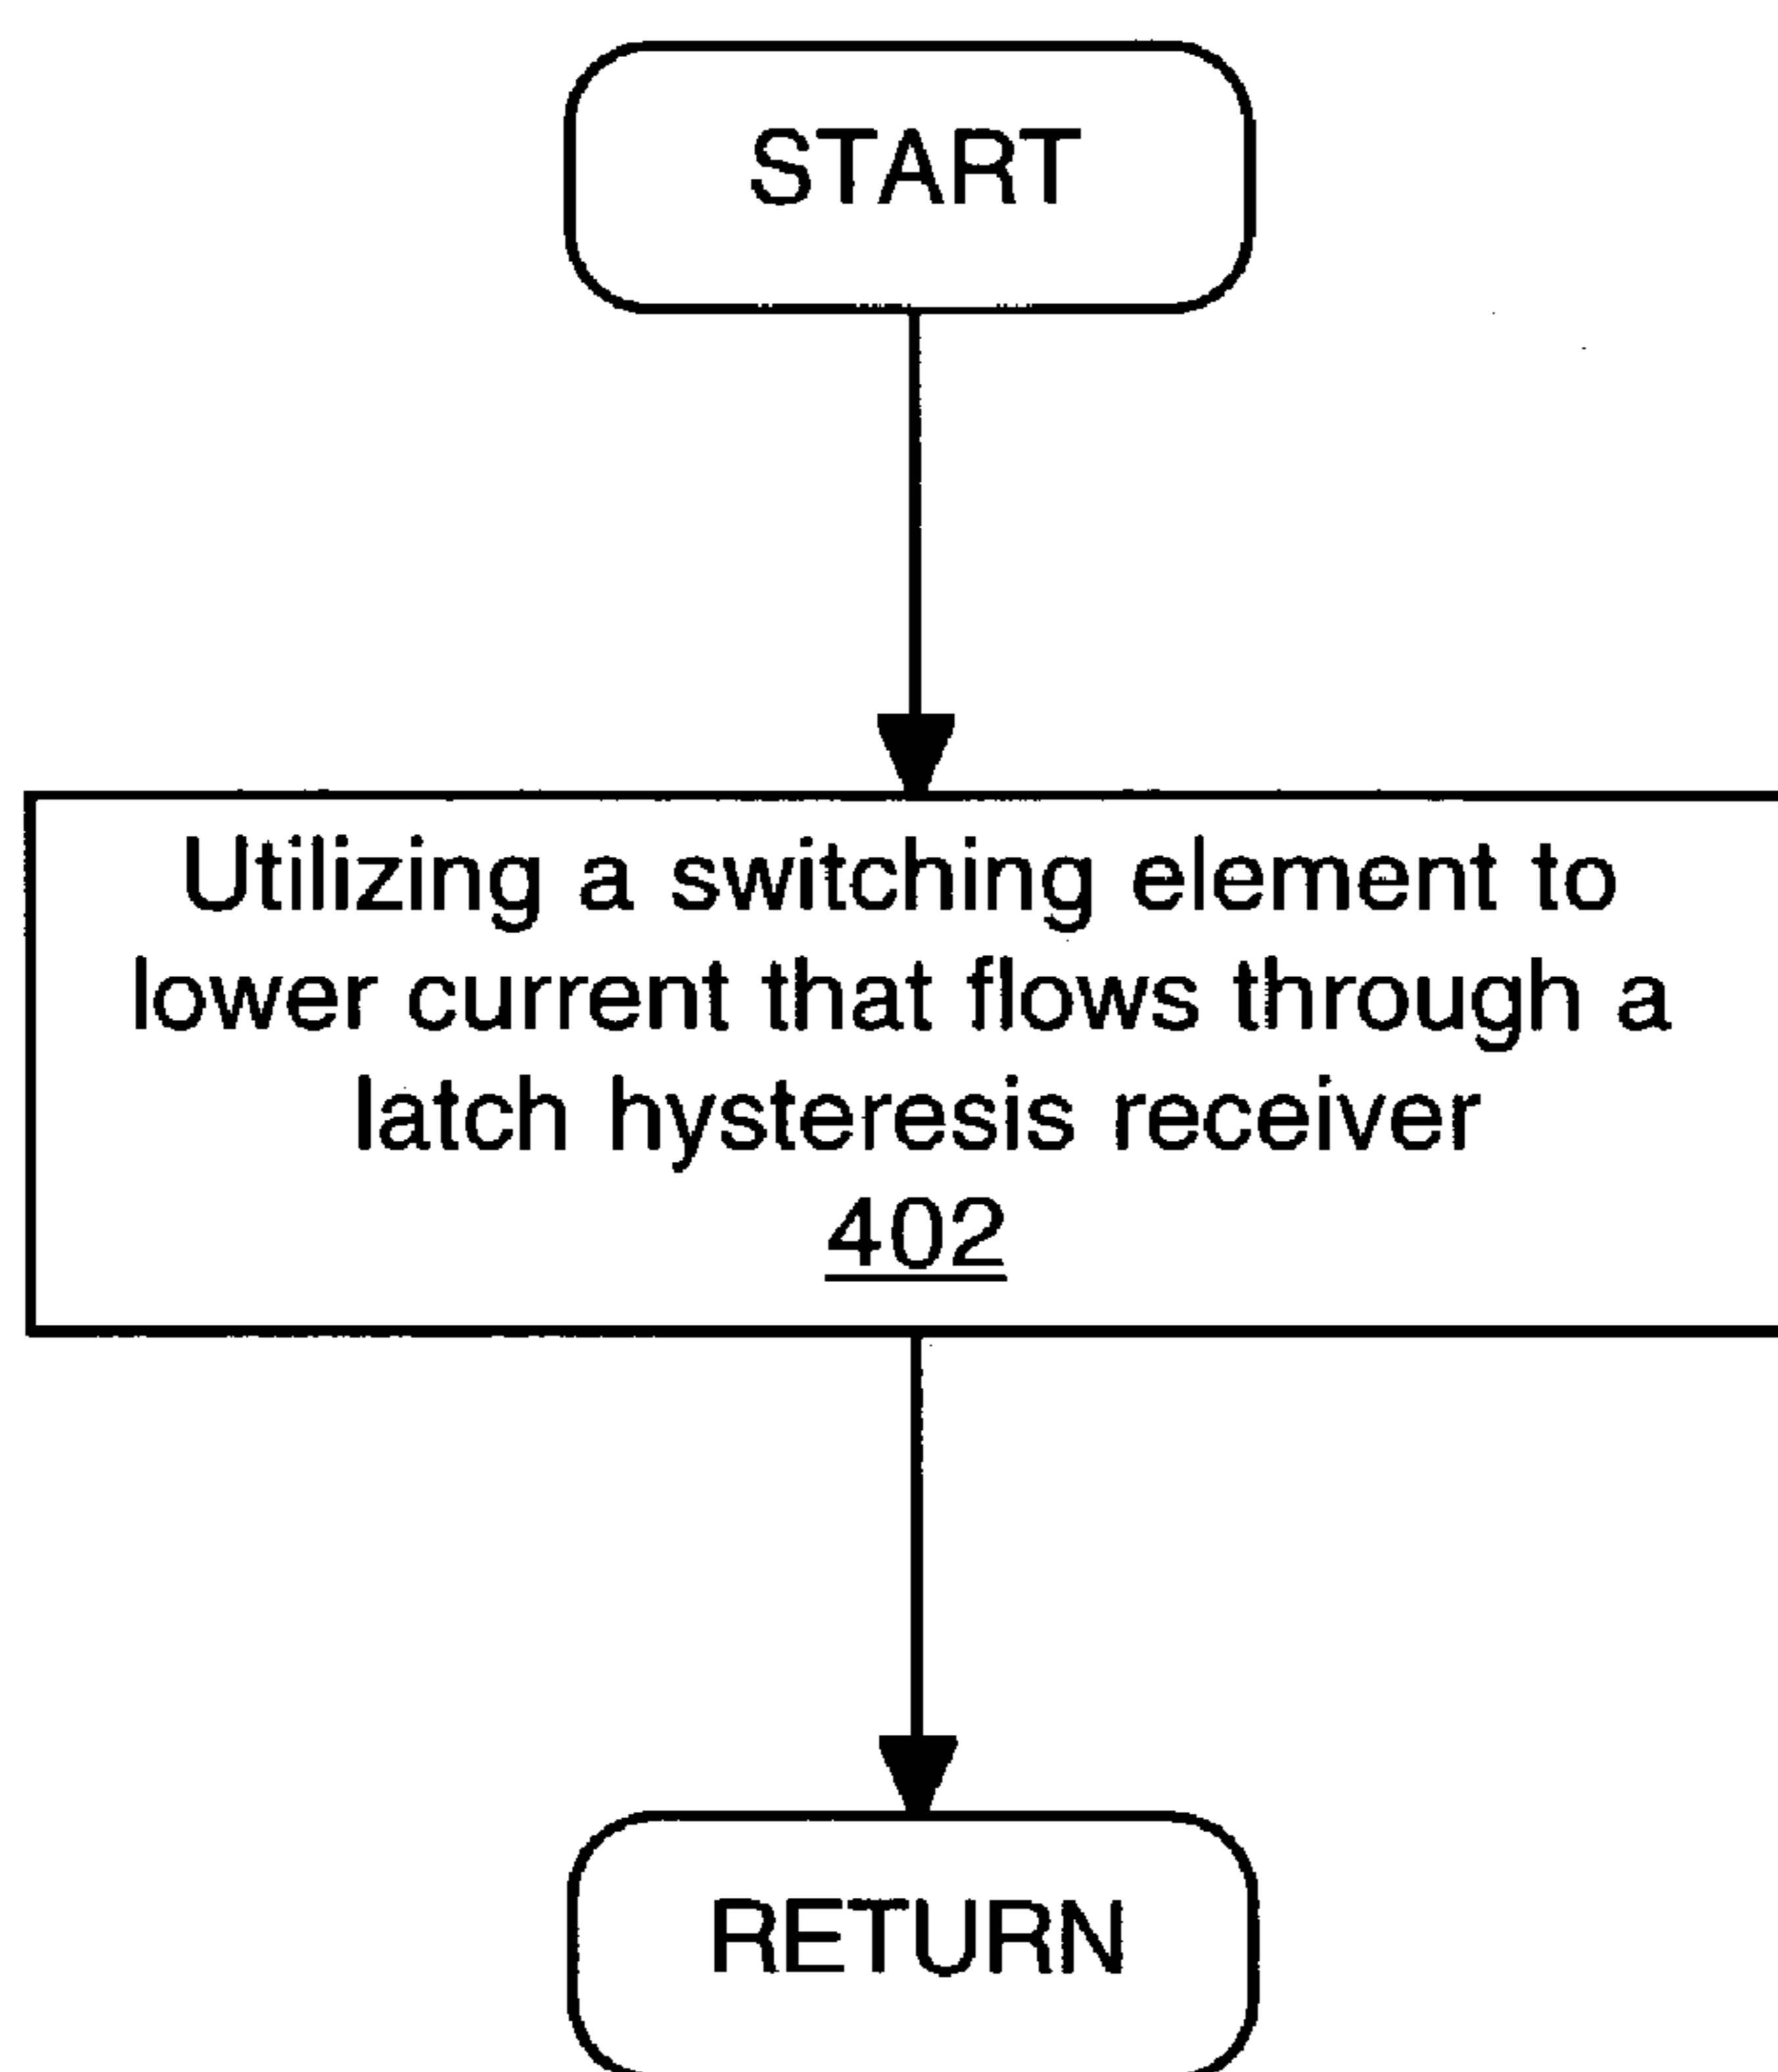 START
Utilizing a switching element to
lower current that flows through a
latch hysteresis receiver
402
RETURN